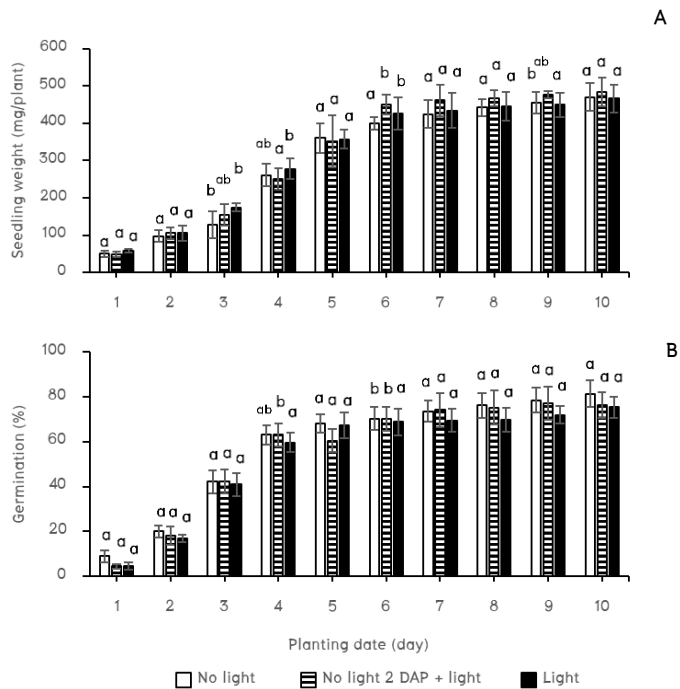 A
Seedling weight (mg/plant)
600
500
400
300
200
100
0
a a a
a a a
b ab b
ab a b
a a a
a b b
a a a
a a a
b ab a
a a a
1 2 3 4 5 6 7 8 9 10
B
Germination (%)
100
80
60
40
20
0
a a a
a a a
a a a
ab b a
a a a
b b a
a a a
a a a
a a a
a a a
1 2 3 4 5 6 7 8 9 10
Planting date (day)
No light No light 2 DAP + light Light